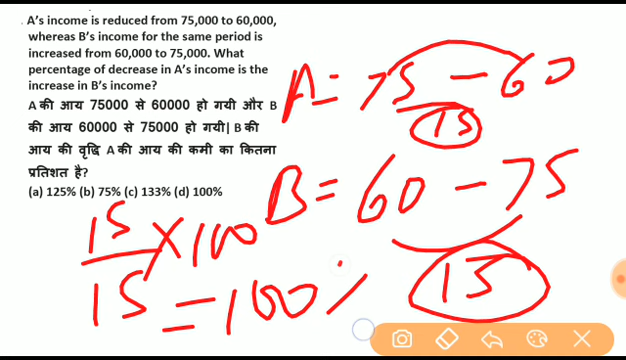 A's income is reduced from 75,000 to 60,000,
whereas B's income for the same period is
increased from 60,000 to 75,000. What
percentage of decrease in A's income is the
increase in B's income?
A की आय 75000 से 60000 हो गयी और B
की आय 60000 से 75000 हो गयी| B की
आय की वृद्धि A की आय की कमी का कितना
प्रतिशत है?
(a) 125% (b) 75% (c) 133% (d) 100%
A = 75 - 60
15
B = 60 - 75
15
15/15 × 100
= 100%